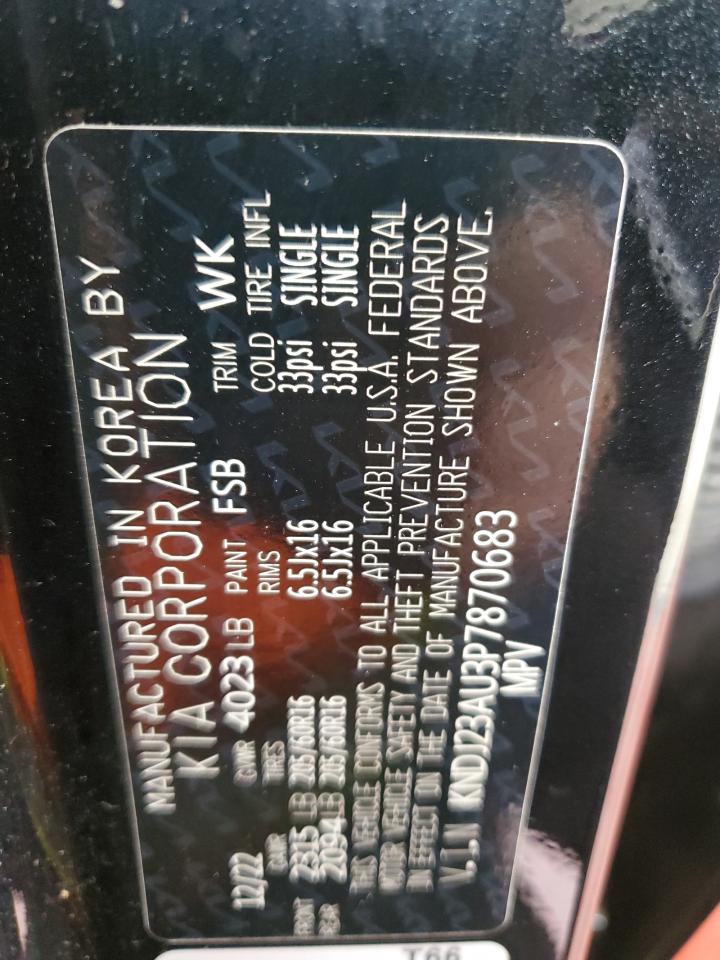 MANUFACTURED IN KOREA BY
KIA CORPORATION
12/22 GVWR 4023 LB PAINT FSB TRIM WK
GAWR TIRES RIMS COLD TIRE INFL
FRONT 2315 LB 205/60R16 6.5Jx16 33psi SINGLE
REAR 2094 LB 205/60R16 6.5Jx16 33psi SINGLE
THIS VEHICLE CONFORMS TO ALL APPLICABLE U.S.A. FEDERAL
MOTOR VEHICLE SAFETY AND THEFT PREVENTION STANDARDS
IN EFFECT ON THE DATE OF MANUFACTURE SHOWN ABOVE.
V.I.N KNDJ23AU3P7870683
MPV
T66